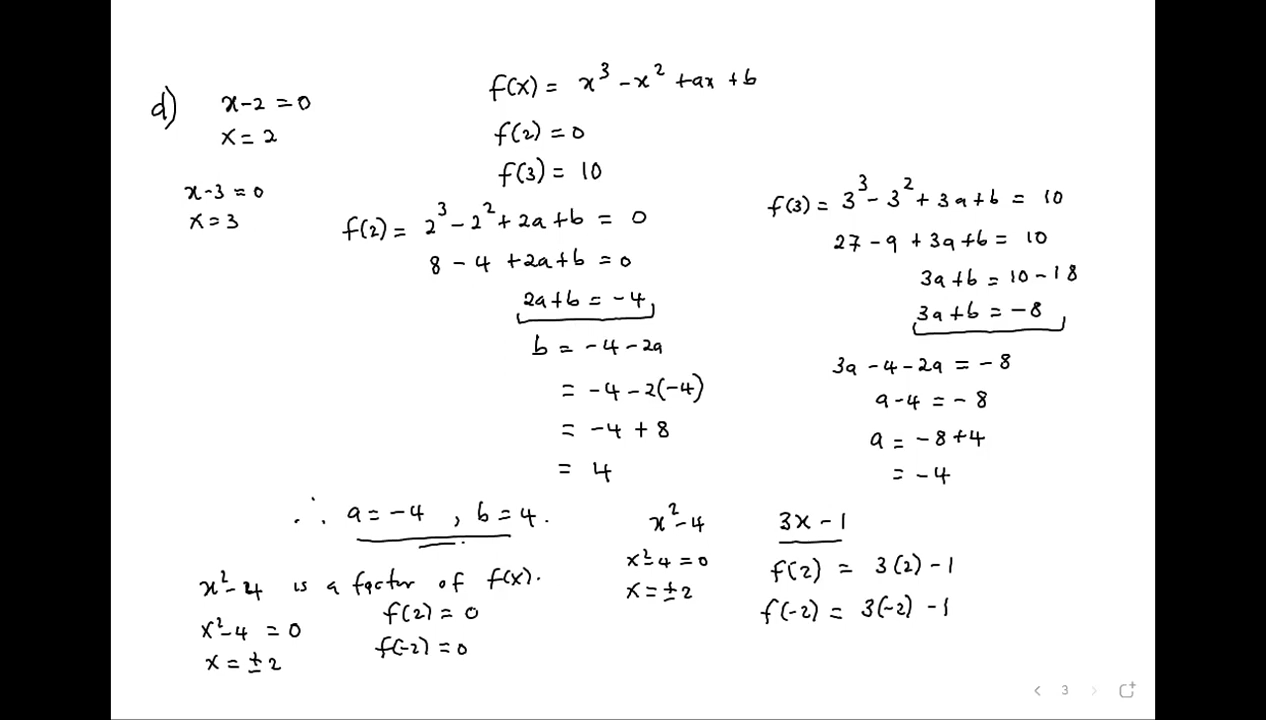 d)
x-2 = 0
x = 2
x-3 = 0
x = 3
f(x) = x³ - x² + ax + b
f(2) = 0
f(3) = 10
f(2) = 2³ - 2² + 2a + b = 0
8 - 4 + 2a + b = 0
2a + b = -4
b = -4 - 2a
= -4 - 2(-4)
= -4 + 8
= 4
f(3) = 3³ - 3² + 3a + b = 10
27 - 9 + 3a + b = 10
3a + b = 10 - 18
3a + b = -8
3a - 4 - 2a = -8
a - 4 = -8
a = -8 + 4
= -4
∴ a = -4 , b = 4.
x² - 4 is a factor of f(x).
x² - 4 = 0
x = ±2
f(2) = 0
f(-2) = 0
x² - 4
x² - 4 = 0
x = ±2
3x - 1
f(2) = 3(2) - 1
f(-2) = 3(-2) - 1
< 3 >